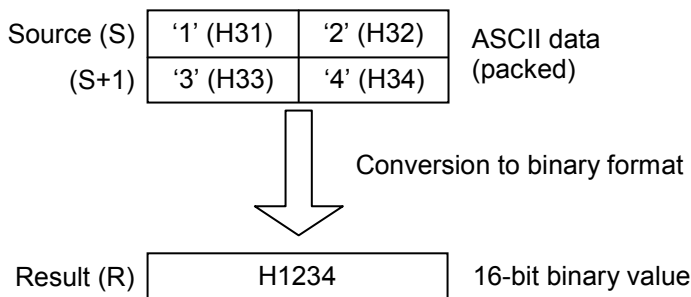 Source (S) ‘1’ (H31) ‘2’ (H32) ASCII data
(S+1) ‘3’ (H33) ‘4’ (H34) (packed)
Conversion to binary format
Result (R) H1234 16-bit binary value